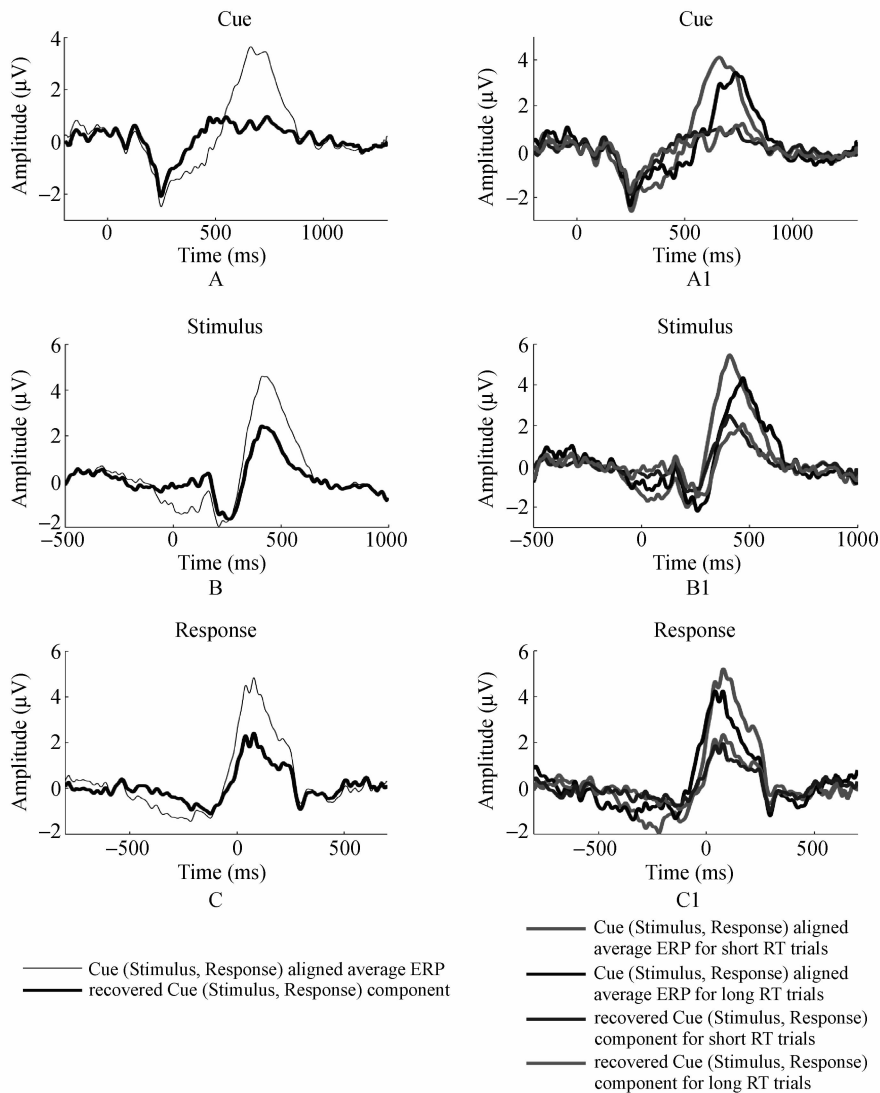 Cue
Amplitude (μV)
4
2
0
−2
0
500
1000
Time (ms)
A
Cue
Amplitude (μV)
4
2
0
−2
0
500
1000
Time (ms)
A1
Stimulus
Amplitude (μV)
6
4
2
0
−2
−500
0
500
1000
Time (ms)
B
Stimulus
Amplitude (μV)
6
4
2
0
−2
−500
0
500
1000
Time (ms)
B1
Response
Amplitude (μV)
6
4
2
0
−2
−500
0
500
Time (ms)
C
Response
Amplitude (μV)
6
4
2
0
−2
−500
0
500
Time (ms)
C1
Cue (Stimulus, Response) aligned average ERP
recovered Cue (Stimulus, Response) component
Cue (Stimulus, Response) aligned
average ERP for short RT trials
Cue (Stimulus, Response) aligned
average ERP for long RT trials
recovered Cue (Stimulus, Response)
component for short RT trials
recovered Cue (Stimulus, Response)
component for long RT trials